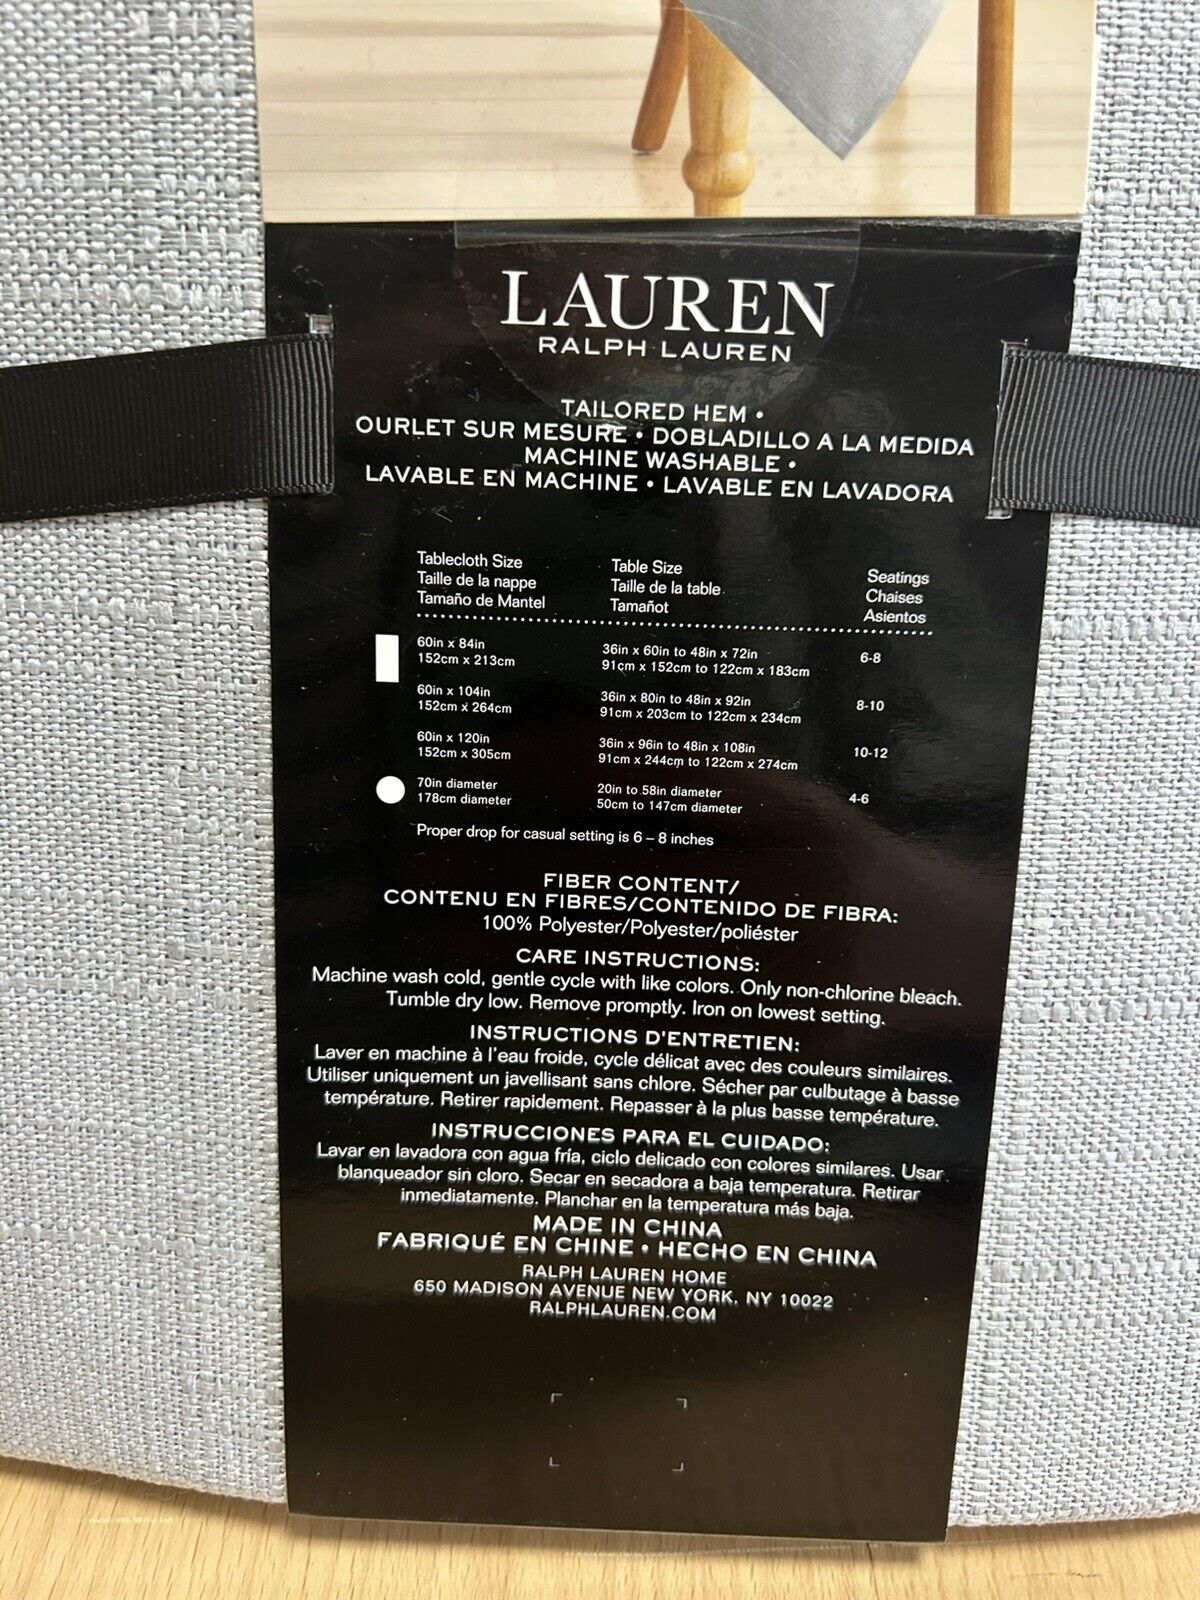 LAUREN
RALPH LAUREN
TAILORED HEM •
OURLET SUR MESURE • DOBLADILLO A LA MEDIDA
MACHINE WASHABLE •
LAVABLE EN MACHINE • LAVABLE EN LAVADORA
Tablecloth Size Table Size Seatings
Taille de la nappe Taille de la table Chaises
Tamaño de Mantel Tamañot Asientos
60in x 84in 36in x 60in to 48in x 72in 6-8
152cm x 213cm 91cm x 152cm to 122cm x 183cm
60in x 104in 36in x 80in to 48in x 92in 8-10
152cm x 264cm 91cm x 203cm to 122cm x 234cm
60in x 120in 36in x 96in to 48in x 108in 10-12
152cm x 305cm 91cm x 244cm to 122cm x 274cm
70in diameter 20in to 58in diameter 4-6
178cm diameter 50cm to 147cm diameter
Proper drop for casual setting is 6 – 8 inches
FIBER CONTENT/
CONTENU EN FIBRES/CONTENIDO DE FIBRA:
100% Polyester/Polyester/poliéster
CARE INSTRUCTIONS:
Machine wash cold, gentle cycle with like colors. Only non-chlorine bleach.
Tumble dry low. Remove promptly. Iron on lowest setting.
INSTRUCTIONS D'ENTRETIEN:
Laver en machine à l'eau froide, cycle délicat avec des couleurs similaires.
Utiliser uniquement un javellisant sans chlore. Sécher par culbutage à basse
température. Retirer rapidement. Repasser à la plus basse température.
INSTRUCCIONES PARA EL CUIDADO:
Lavar en lavadora con agua fría, ciclo delicado con colores similares. Usar
blanqueador sin cloro. Secar en secadora a baja temperatura. Retirar
inmediatamente. Planchar en la temperatura más baja.
MADE IN CHINA
FABRIQUÉ EN CHINE • HECHO EN CHINA
RALPH LAUREN HOME
650 MADISON AVENUE NEW YORK, NY 10022
RALPHLAUREN.COM